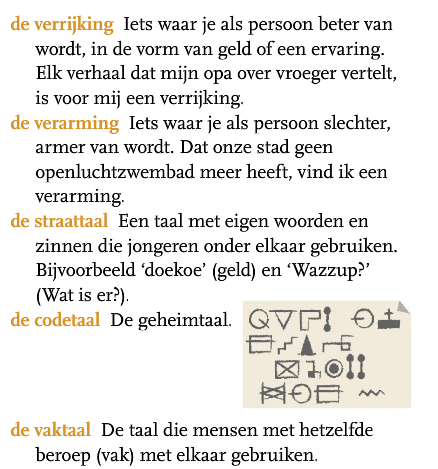 de verrijking Iets waar je als persoon beter van
wordt, in de vorm van geld of een ervaring.
Elk verhaal dat mijn opa over vroeger vertelt,
is voor mij een verrijking.
de verarming Iets waar je als persoon slechter,
armer van wordt. Dat onze stad geen
openluchtzwembad meer heeft, vind ik een
verarming.
de straattaal Een taal met eigen woorden en
zinnen die jongeren onder elkaar gebruiken.
Bijvoorbeeld ‘doekoe’ (geld) en ‘Wazzup?’
(Wat is er?).
de codetaal De geheimtaal.
de vaktaal De taal die mensen met hetzelfde
beroep (vak) met elkaar gebruiken.